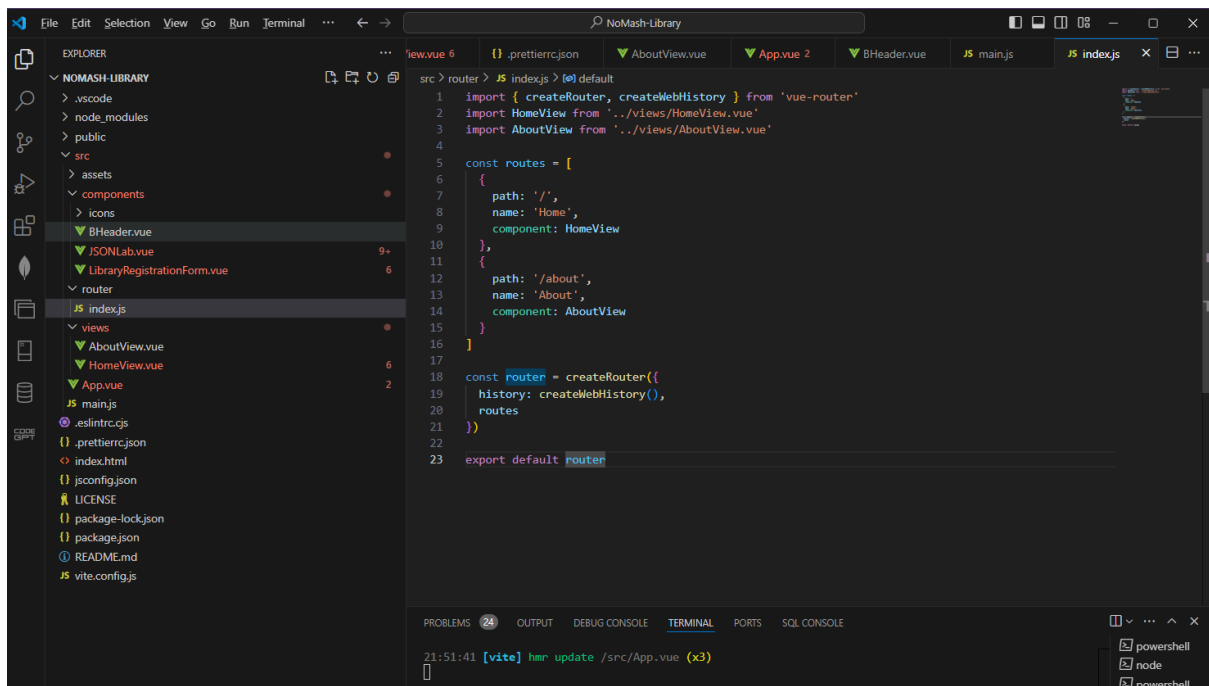 File Edit Selection View Go Run Terminal ··· NoMash-Library
EXPLORER ···
NOMASH-LIBRARY
.vscode
node_modules
public
src
assets
components
icons
BHeader.vue
JSONLab.vue 9+
LibraryRegistrationForm.vue 6
router
JS index.js
views
AboutView.vue
HomeView.vue 6
App.vue 2
JS main.js
.eslintrc.cjs
{} .prettierrc.json
<> index.html
{} jsconfig.json
LICENSE
{} package-lock.json
{} package.json
README.md
JS vite.config.js
CODE
GPT
iew.vue 6 {} .prettierrc.json AboutView.vue App.vue 2 BHeader.vue JS main.js JS index.js ···
src > router > JS index.js > default
1 import { createRouter, createWebHistory } from 'vue-router'
2 import HomeView from '../views/HomeView.vue'
3 import AboutView from '../views/AboutView.vue'
4
5 const routes = [
6 {
7 path: '/',
8 name: 'Home',
9 component: HomeView
10 },
11 {
12 path: '/about',
13 name: 'About',
14 component: AboutView
15 }
16 ]
17
18 const router = createRouter({
19 history: createWebHistory(),
20 routes
21 })
22
23 export default router
PROBLEMS 24 OUTPUT DEBUG CONSOLE TERMINAL PORTS SQL CONSOLE ···
21:51:41 [vite] hmr update /src/App.vue (x3)
powershell
node
powershell